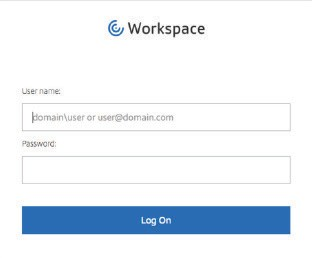 Workspace
User name:
domain\user or user@domain.com
Password:
Log On